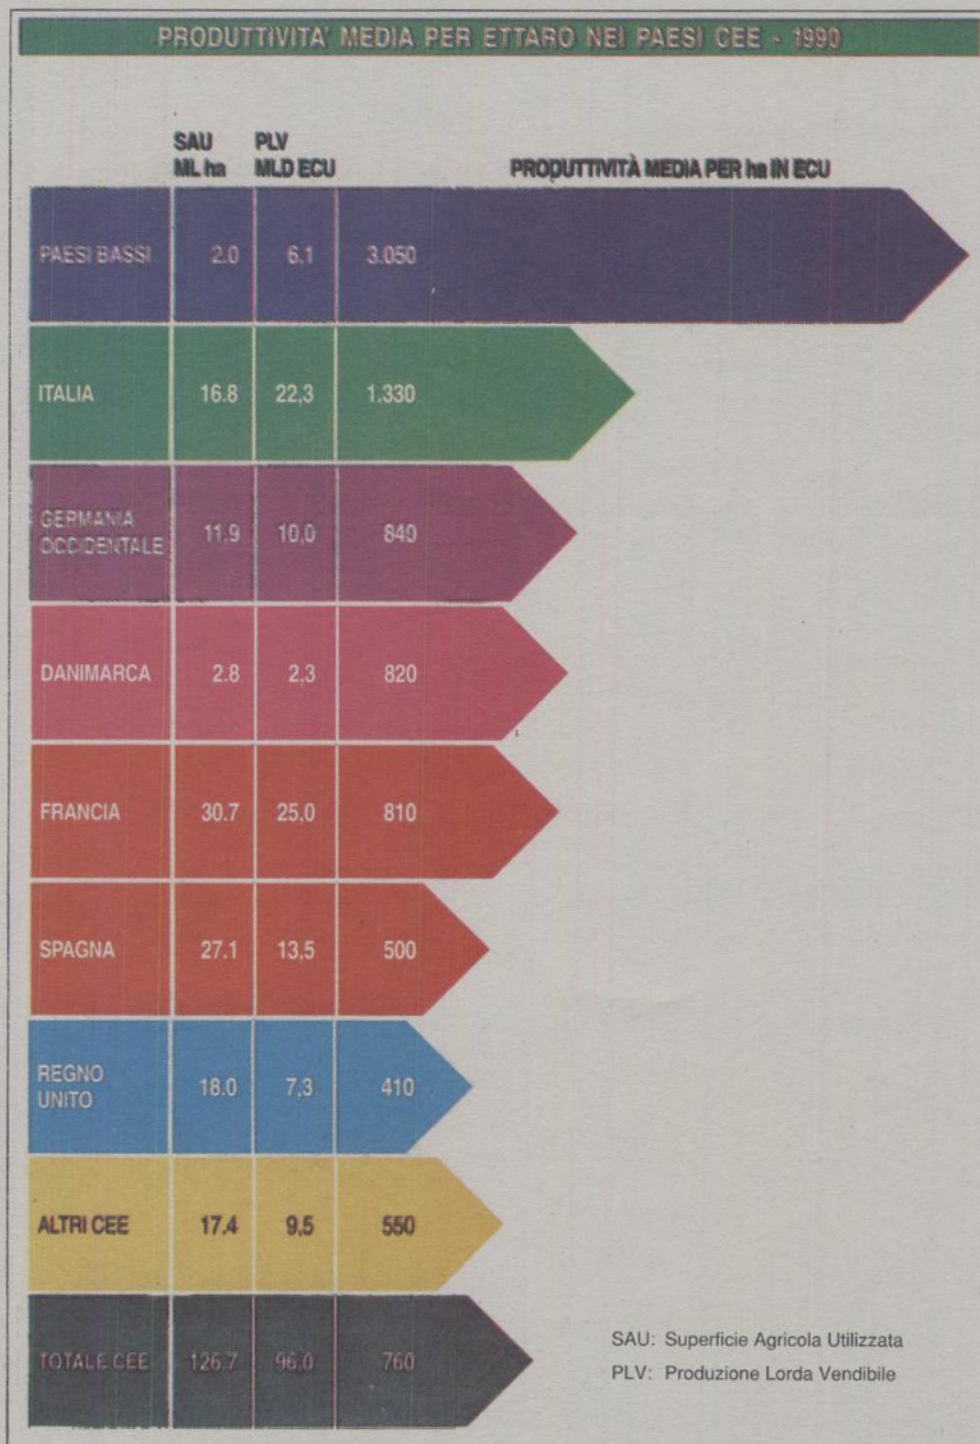 PRODUTTIVITA' MEDIA PER ETTARO NEI PAESI CEE - 1990
SAU PLV
ML ha MLD ECU PRODUTTIVITÀ MEDIA PER ha IN ECU
PAESI BASSI 2.0 6.1 3.050
ITALIA 16.8 22,3 1.330
GERMANIA
OCCIDENTALE 11.9 10,0 840
DANIMARCA 2.8 2,3 820
FRANCIA 30.7 25,0 810
SPAGNA 27.1 13,5 500
REGNO
UNITO 18.0 7,3 410
ALTRI CEE 17.4 9,5 550
TOTALE CEE 126.7 96,0 760
SAU: Superficie Agricola Utilizzata
PLV: Produzione Lorda Vendibile